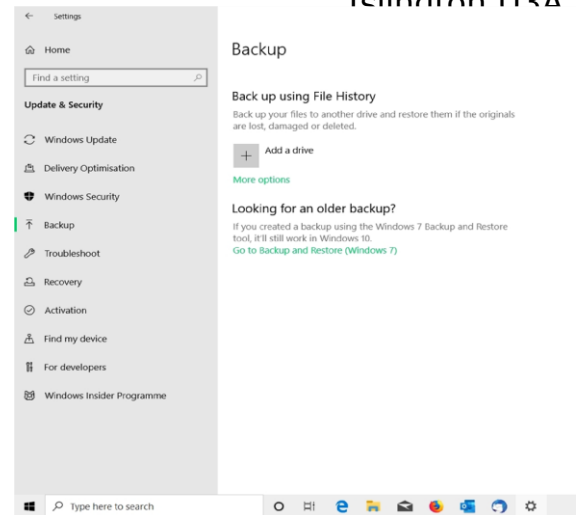 Islington U3A
Settings
Home
Find a setting
Update & Security
Windows Update
Delivery Optimisation
Windows Security
Backup
Troubleshoot
Recovery
Activation
Find my device
For developers
Windows Insider Programme
Backup
Back up using File History
Back up your files to another drive and restore them if the originals
are lost, damaged or deleted.
Add a drive
More options
Looking for an older backup?
If you created a backup using the Windows 7 Backup and Restore
tool, it'll still work in Windows 10.
Go to Backup and Restore (Windows 7)
Type here to search